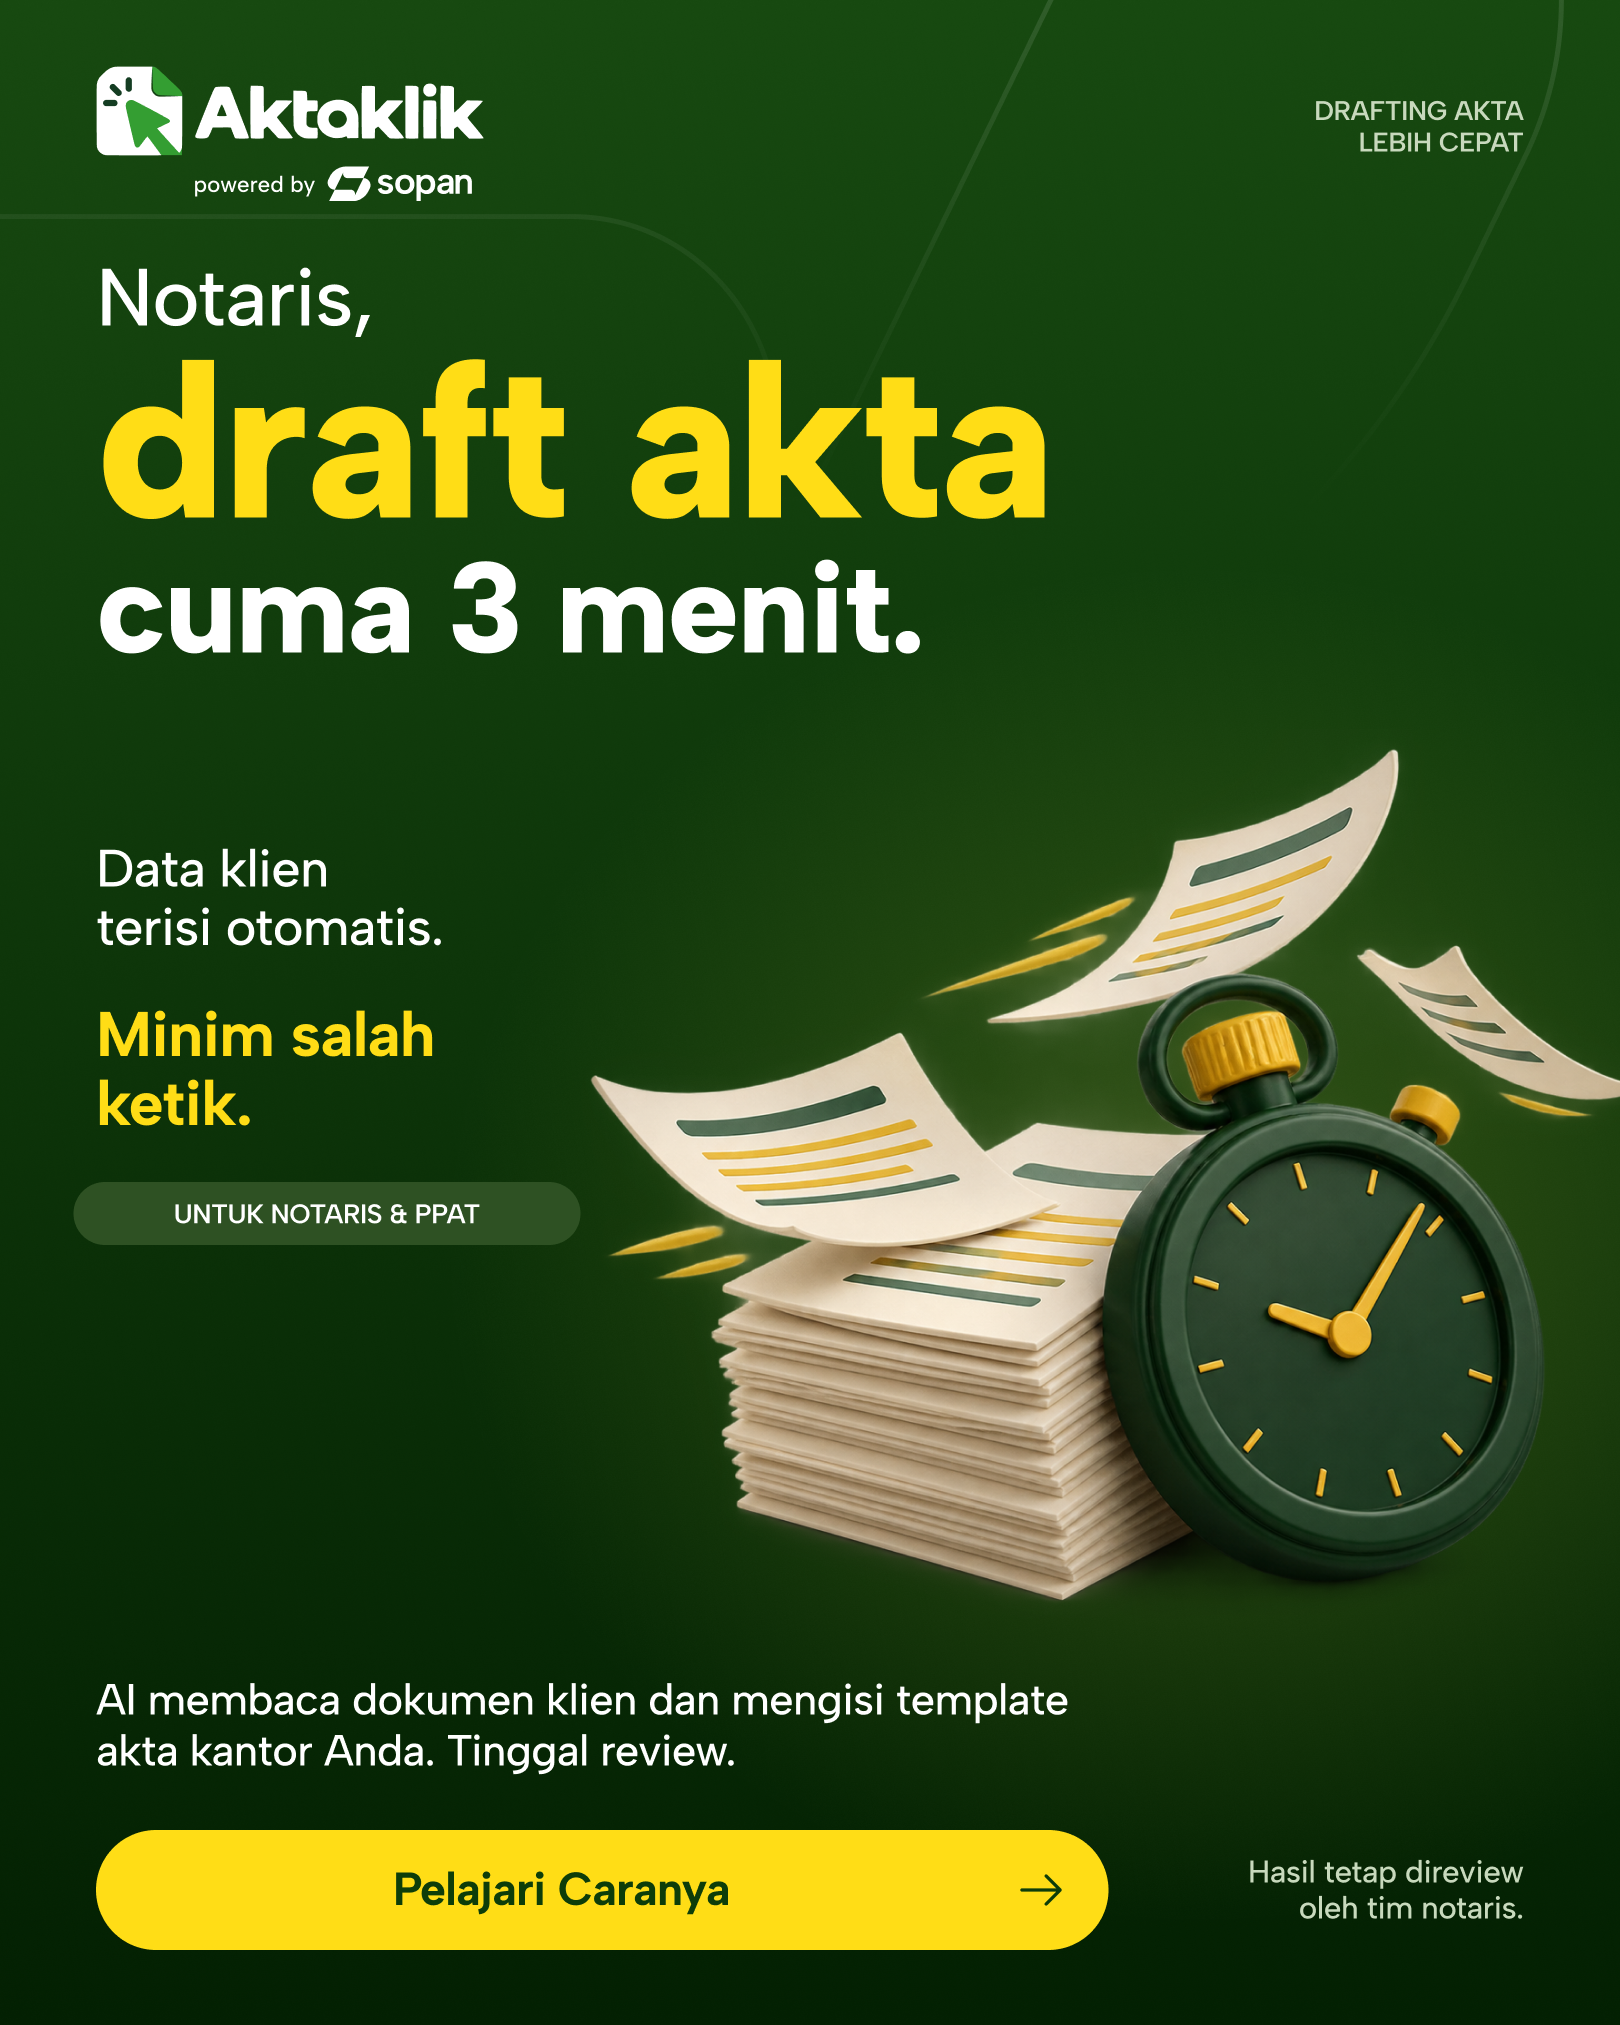 Aktaklik
powered by sopan
DRAFTING AKTA
LEBIH CEPAT
Notaris,
draft akta
cuma 3 menit.
Data klien
terisi otomatis.
Minim salah
ketik.
UNTUK NOTARIS & PPAT
AI membaca dokumen klien dan mengisi template
akta kantor Anda. Tinggal review.
Pelajari Caranya
Hasil tetap direview
oleh tim notaris.